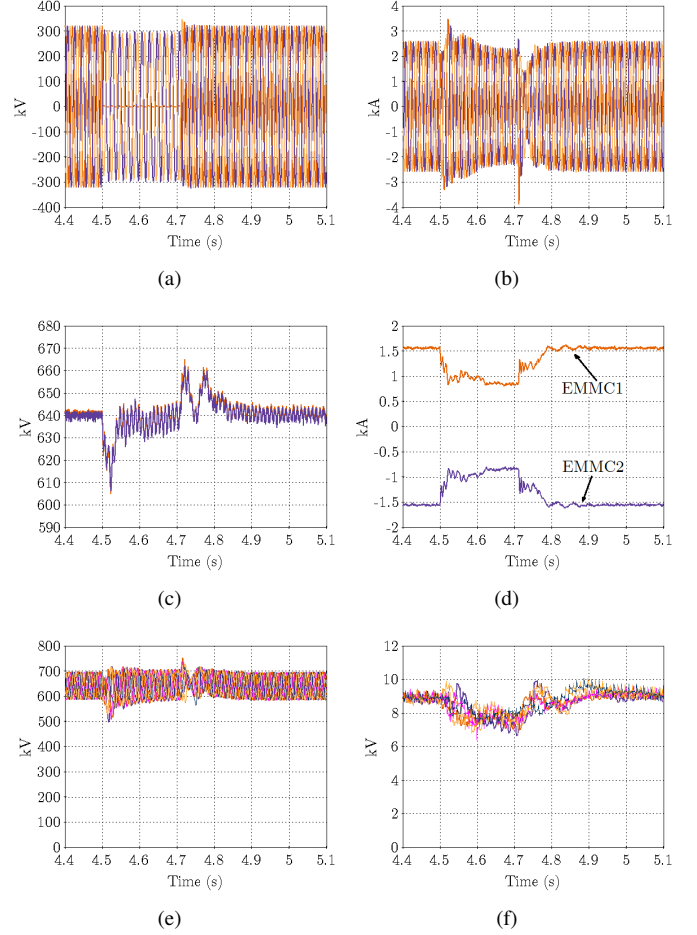 400
300
200
100
0
-100
-200
-300
-400
kV
4.4 4.5 4.6 4.7 4.8 4.9 5 5.1
Time (s)
(a)
4
3
2
1
0
-1
-2
-3
-4
kA
4.4 4.5 4.6 4.7 4.8 4.9 5 5.1
Time (s)
(b)
680
670
660
650
640
630
620
610
600
590
kV
4.4 4.5 4.6 4.7 4.8 4.9 5 5.1
Time (s)
(c)
2
1.5
1
0.5
0
-0.5
-1
-1.5
-2
kA
EMMC1
EMMC2
4.4 4.5 4.6 4.7 4.8 4.9 5 5.1
Time (s)
(d)
800
700
600
500
400
300
200
100
0
kV
4.4 4.5 4.6 4.7 4.8 4.9 5 5.1
Time (s)
(e)
12
10
8
6
4
2
0
kV
4.4 4.5 4.6 4.7 4.8 4.9 5 5.1
Time (s)
(f)